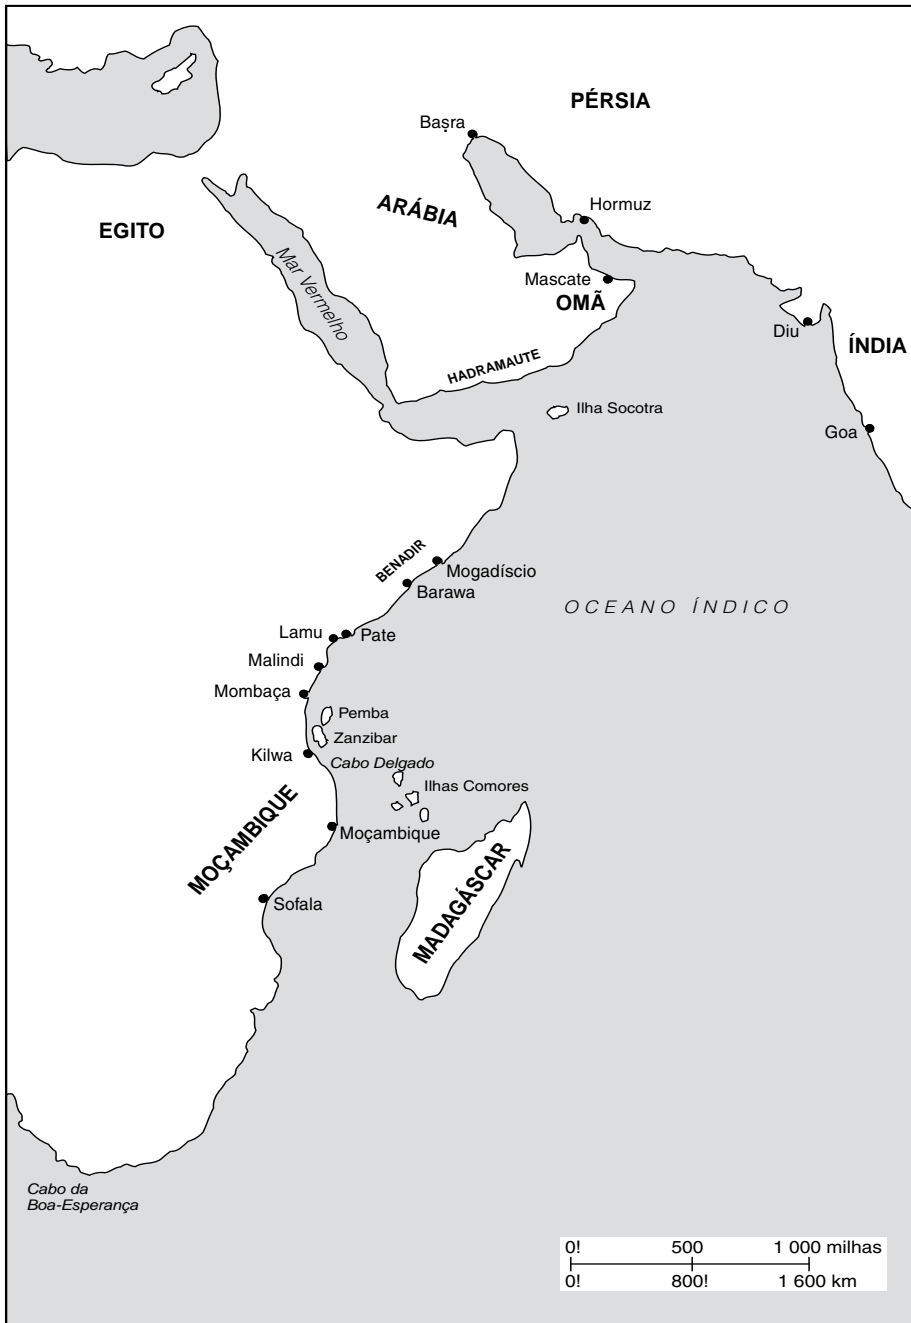 PÉRSIA
Baṣra
ARÁBIA
Hormuz
EGITO
Mar Vermelho
Mascate
OMÃ
Diu
ÍNDIA
HADRAMAUTE
Ilha Socotra
Goa
BENADIR
Mogadíscio
Barawa
OCEANO ÍNDICO
Lamu
Pate
Malindi
Mombaça
Pemba
Zanzibar
Kilwa
Cabo Delgado
Ilhas Comores
MOÇAMBIQUE
Moçambique
MADAGÁSCAR
Sofala
Cabo da
Boa-Esperança
0! 500 1 000 milhas
0! 800! 1 600 km